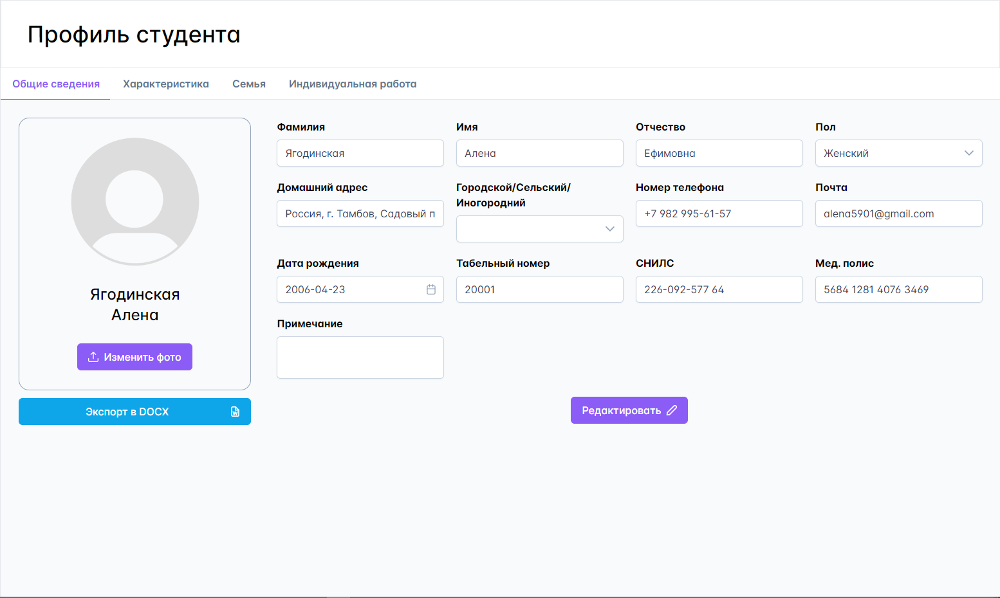 Профиль студента
Общие сведения
Характеристика
Семья
Индивидуальная работа
Ягодинская
Алена
Изменить фото
Экспорт в DOCX
Фамилия
Ягодинская
Имя
Алена
Отчество
Ефимовна
Пол
Женский
Домашний адрес
Россия, г. Тамбов, Садовый п
Городской/Сельский/
Иногородний
Номер телефона
+7 982 995-61-57
Почта
alena5901@gmail.com
Дата рождения
2006-04-23
Табельный номер
20001
СНИЛС
226-092-577 64
Мед. полис
5684 1281 4076 3469
Примечание
Редактировать